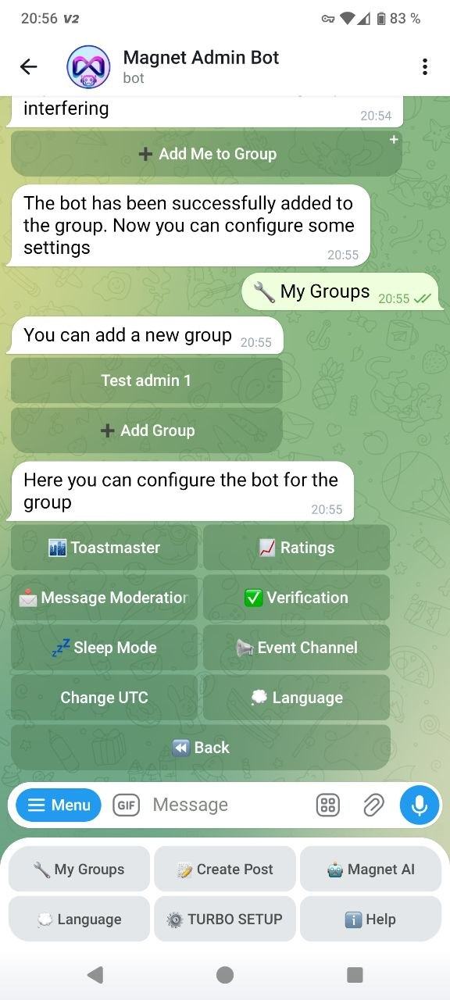 20:56 V2
83 %
Magnet Admin Bot
bot
interfering
20:54
+ Add Me to Group
The bot has been successfully added to
the group. Now you can configure some
settings
20:55
My Groups 20:55
You can add a new group 20:55
Test admin 1
+ Add Group
Here you can configure the bot for the
group
20:55
Toastmaster
Ratings
Message Moderation
Verification
Sleep Mode
Event Channel
Change UTC
Language
Back
Menu
GIF
Message
My Groups
Create Post
Magnet AI
Language
TURBO SETUP
Help